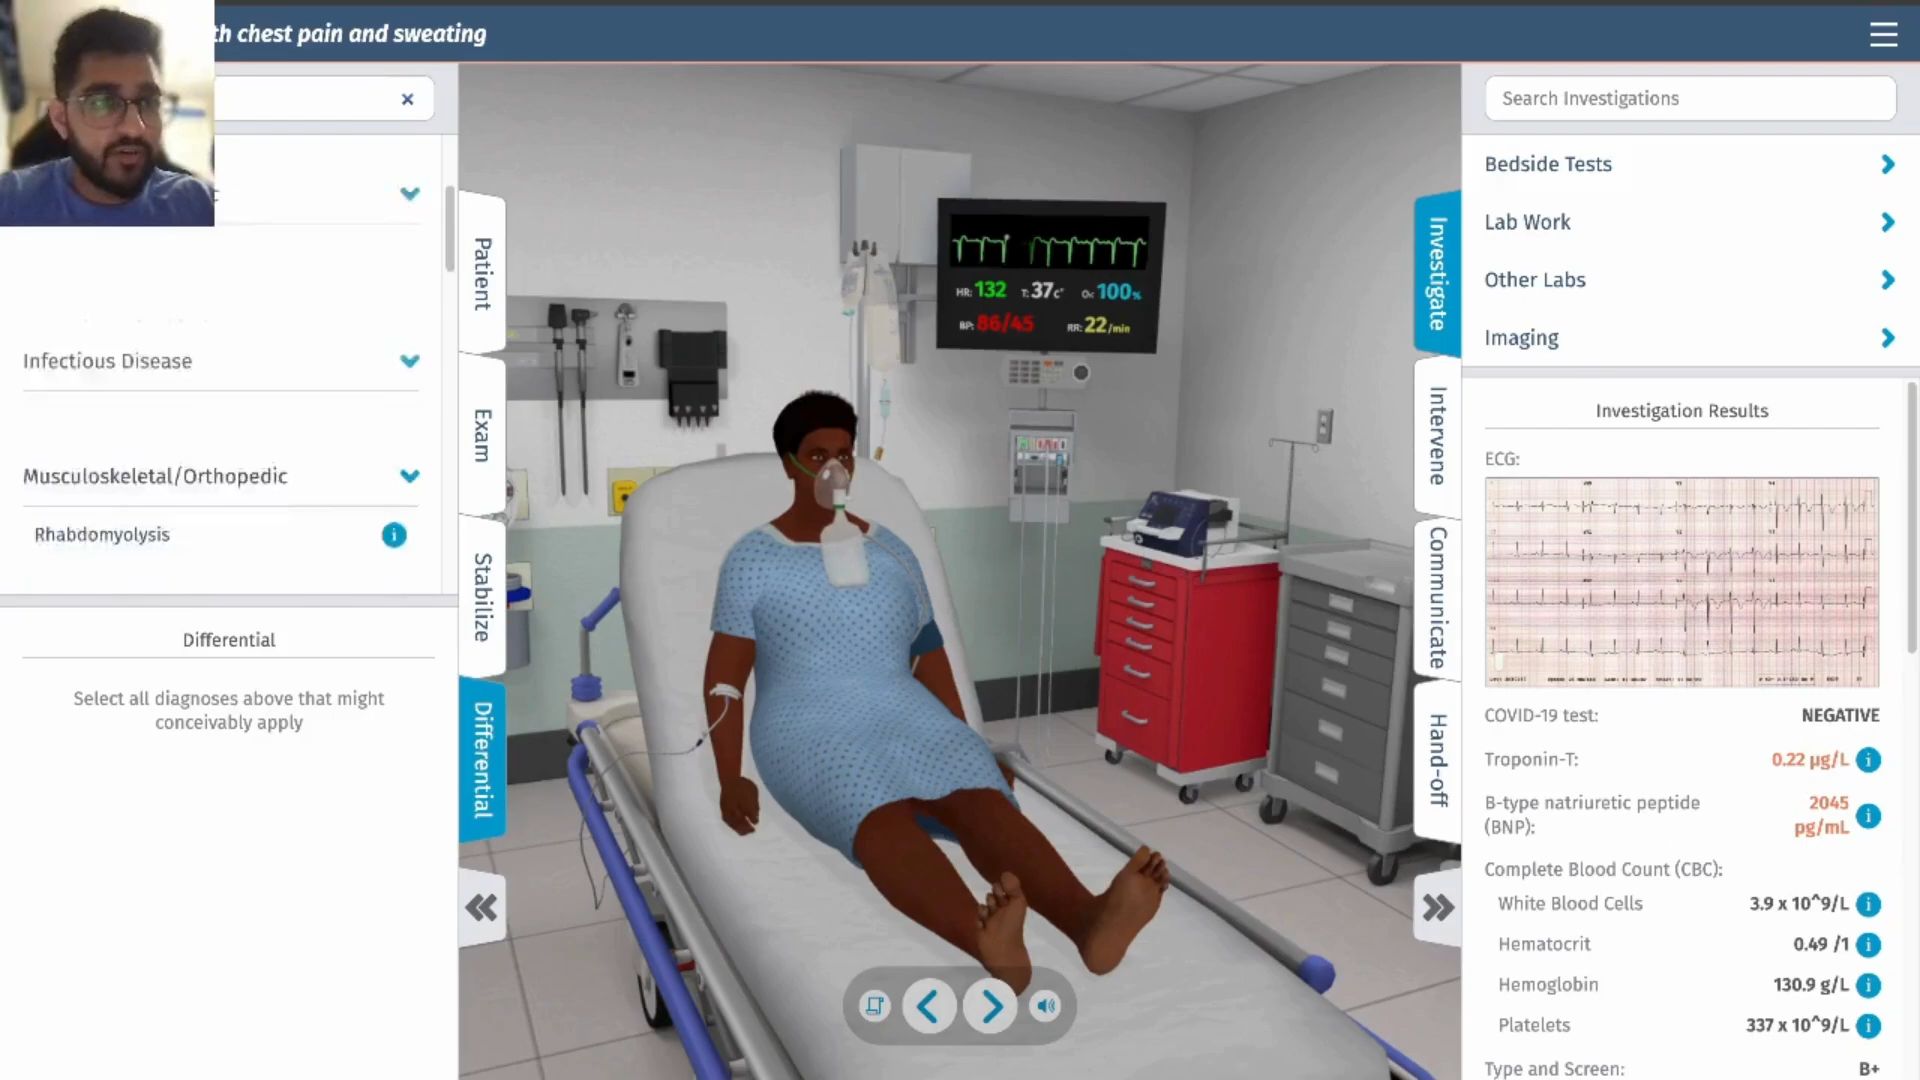 th chest pain and sweating
Infectious Disease
Musculoskeletal/Orthopedic
Rhabdomyolysis
i
Differential
Select all diagnoses above that might
conceivably apply
Patient
Exam
Stabilize
Differential
HR: 132 T: 37c° O₂: 100%
BP: 86/45 RR: 22/min
Investigate
Intervene
Communicate
Hand-off
Search Investigations
Bedside Tests
Lab Work
Other Labs
Imaging
Investigation Results
ECG:
COVID-19 test: NEGATIVE
Troponin-T: 0.22 µg/L i
B-type natriuretic peptide 2045
(BNP): pg/mL i
Complete Blood Count (CBC):
White Blood Cells 3.9 x 10^9/L i
Hematocrit 0.49 /1 i
Hemoglobin 130.9 g/L i
Platelets 337 x 10^9/L i
Type and Screen: B+